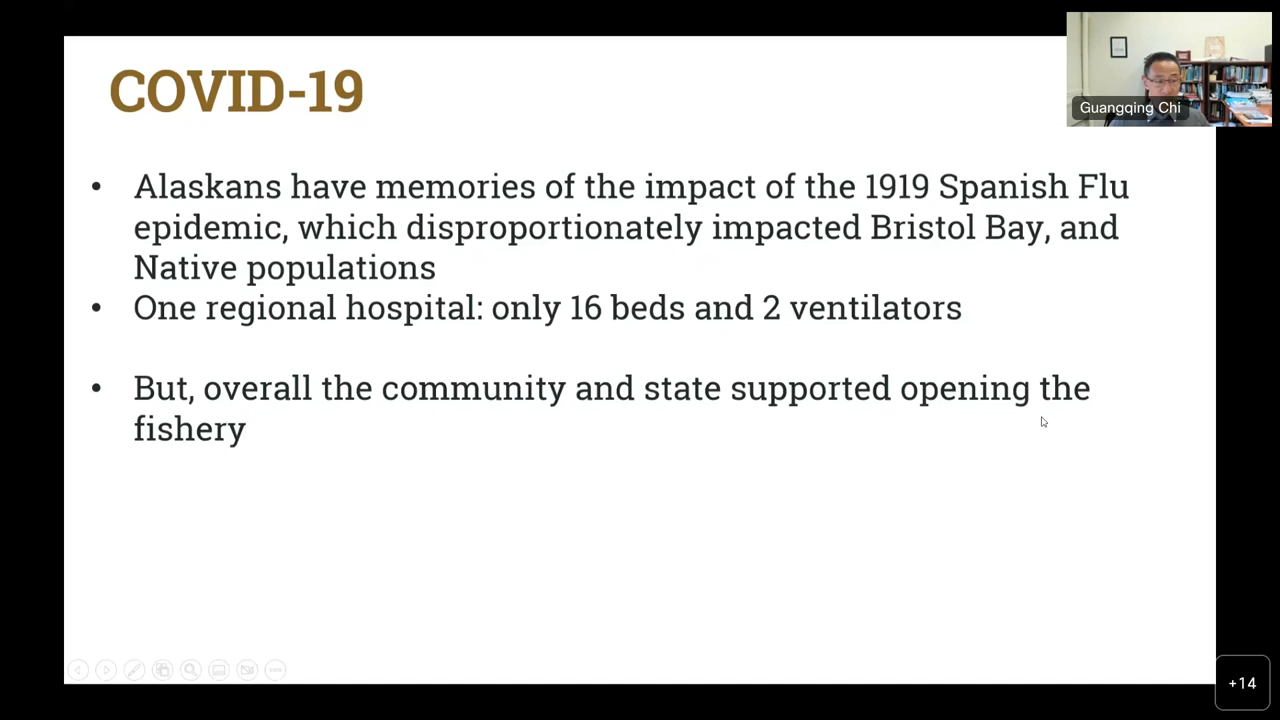 COVID-19
Guangqing Chi
• Alaskans have memories of the impact of the 1919 Spanish Flu
epidemic, which disproportionately impacted Bristol Bay, and
Native populations
• One regional hospital: only 16 beds and 2 ventilators
• But, overall the community and state supported opening the
fishery
+14